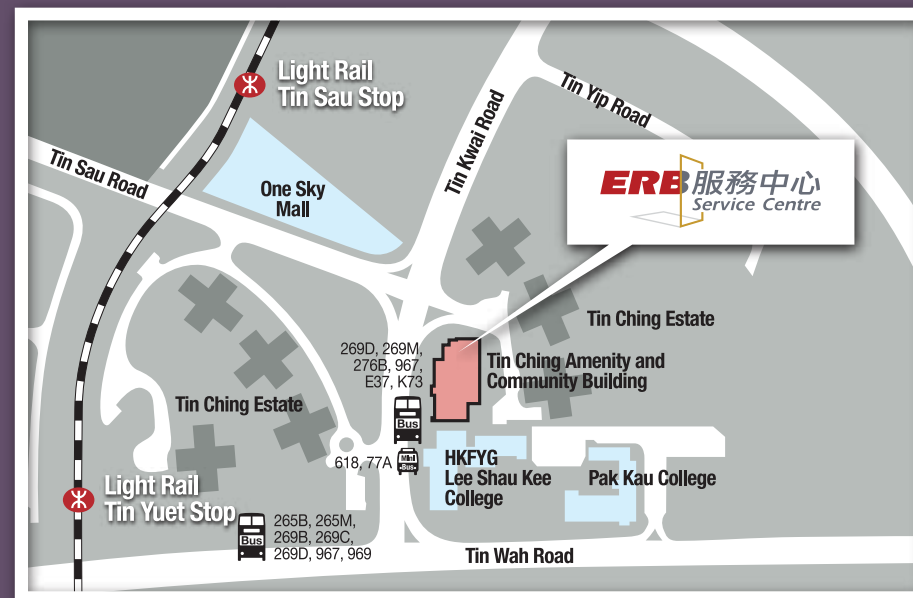 Light Rail
Tin Sau Stop
Tin Yip Road
Tin Kwai Road
Tin Sau Road
One Sky
Mall
ERB服務中心
Service Centre
Tin Ching Estate
269D, 269M,
276B, 967,
E37, K73
Tin Ching Amenity and
Community Building
Tin Ching Estate
Bus
618, 77A
Mini
Bus
HKFYG
Lee Shau Kee
College
Pak Kau College
Light Rail
Tin Yuet Stop
Bus
265B, 265M,
269B, 269C,
269D, 967, 969
Tin Wah Road